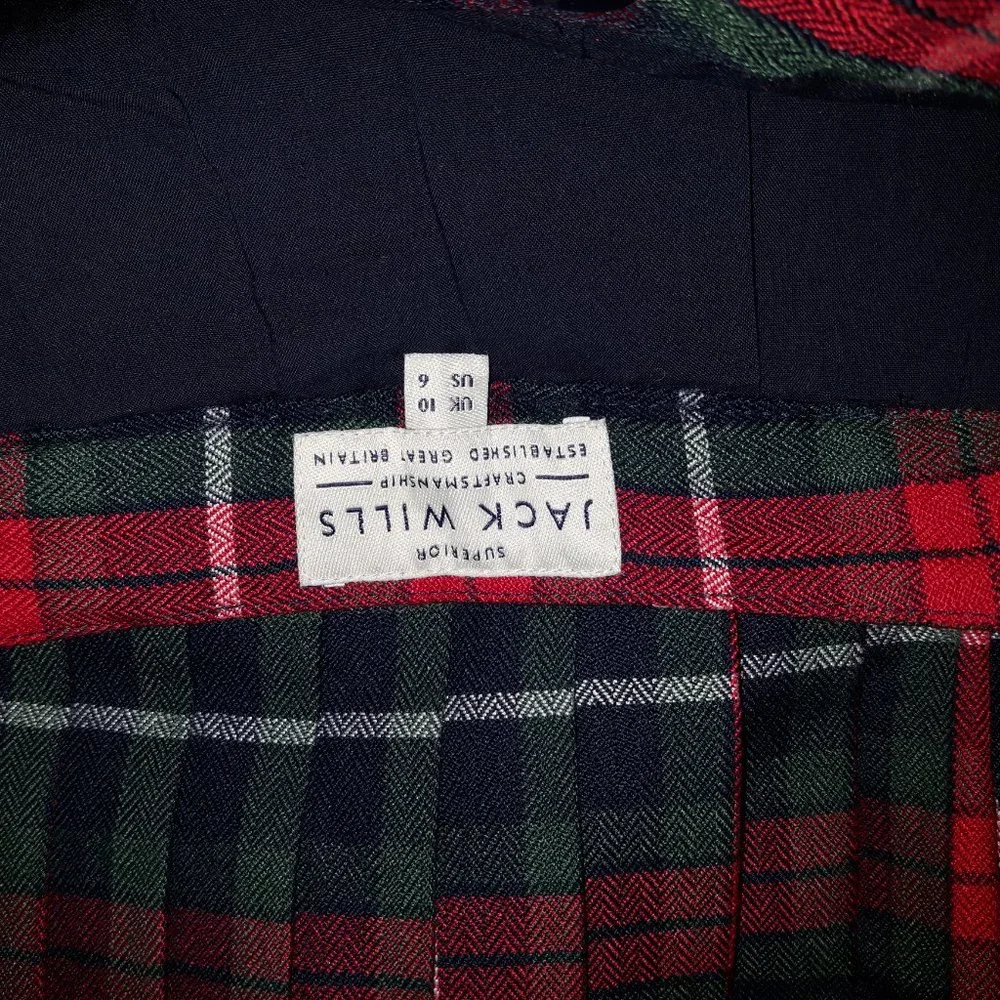 SUPERIOR
JACK WILLS
CRAFTSMANSHIP
ESTABLISHED GREAT BRITAIN
UK 10
US 6